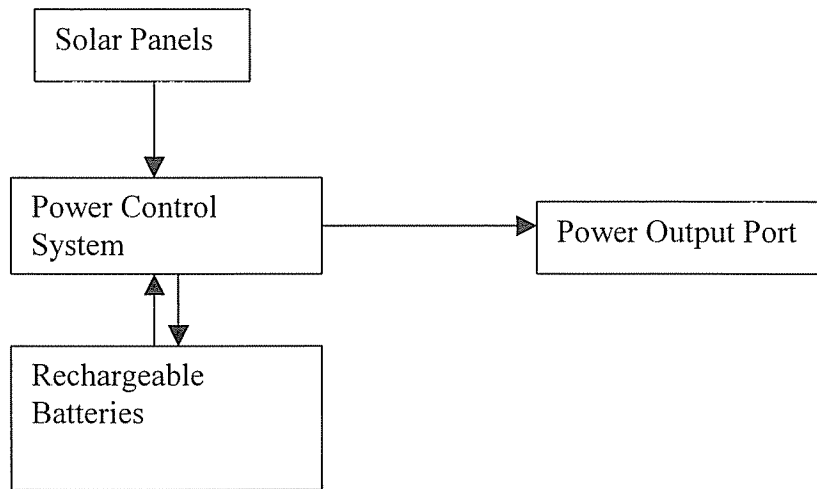 Solar Panels
Power Control
System
Power Output Port
Rechargeable
Batteries